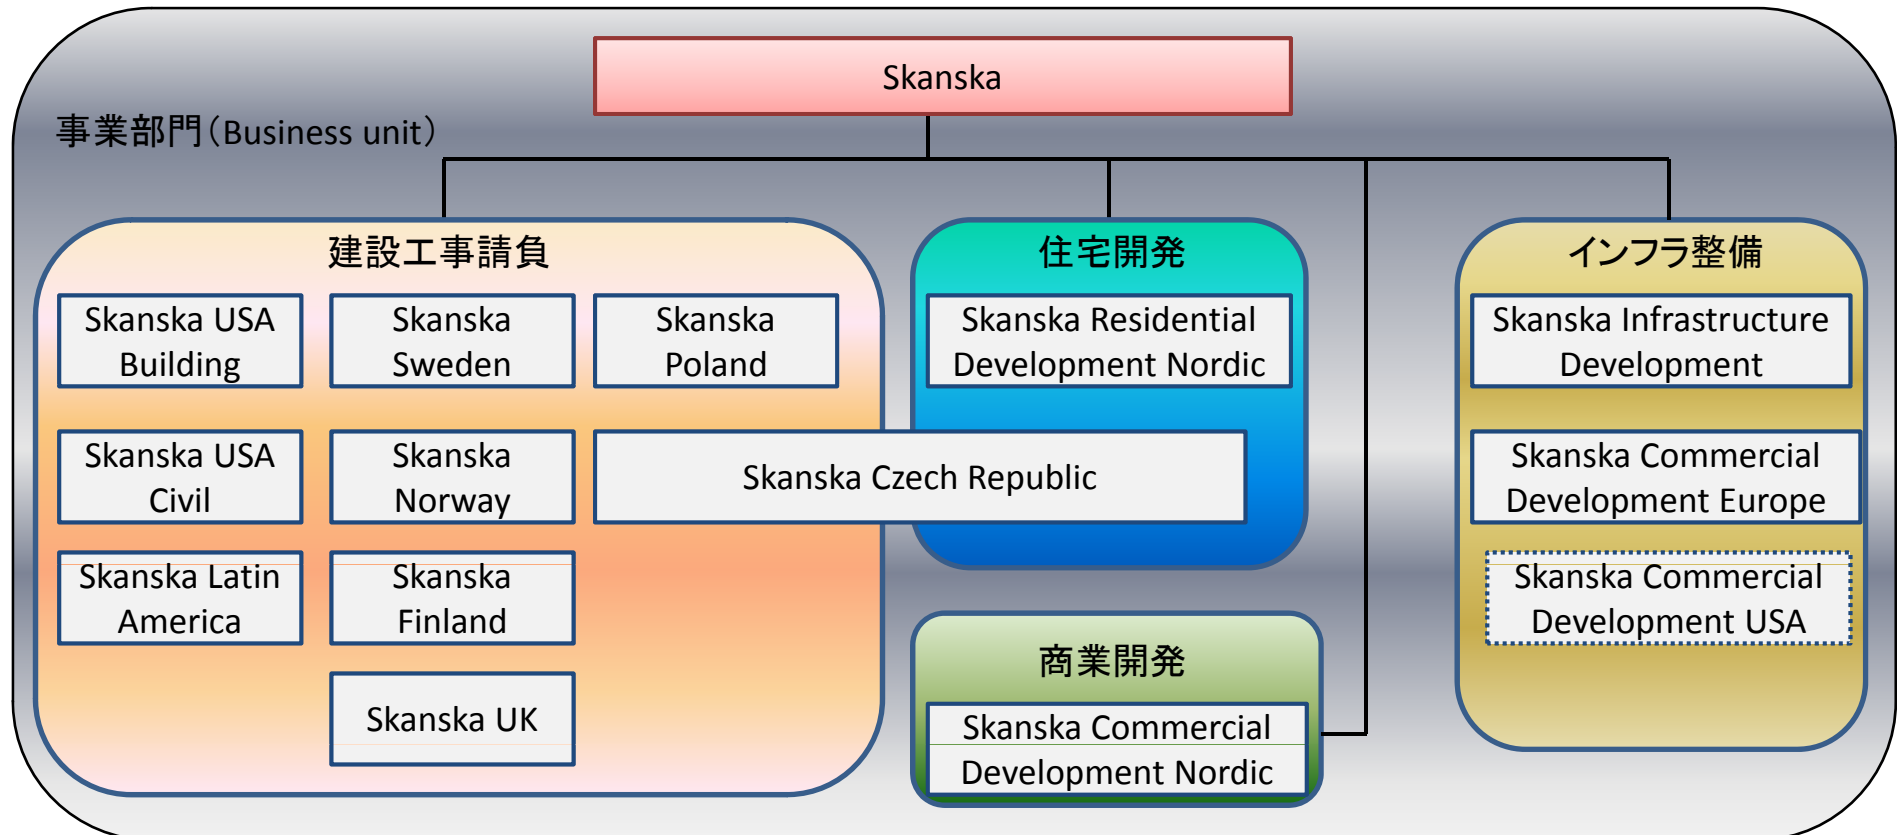 Skanska
事業部門（Business unit）
建設工事請負
Skanska USA
Building
Skanska
Sweden
Skanska
Poland
Skanska USA
Civil
Skanska
Norway
Skanska Czech Republic
Skanska Latin
America
Skanska
Finland
Skanska UK
住宅開発
Skanska Residential
Development Nordic
商業開発
Skanska Commercial
Development Nordic
インフラ整備
Skanska Infrastructure
Development
Skanska Commercial
Development Europe
Skanska Commercial
Development USA